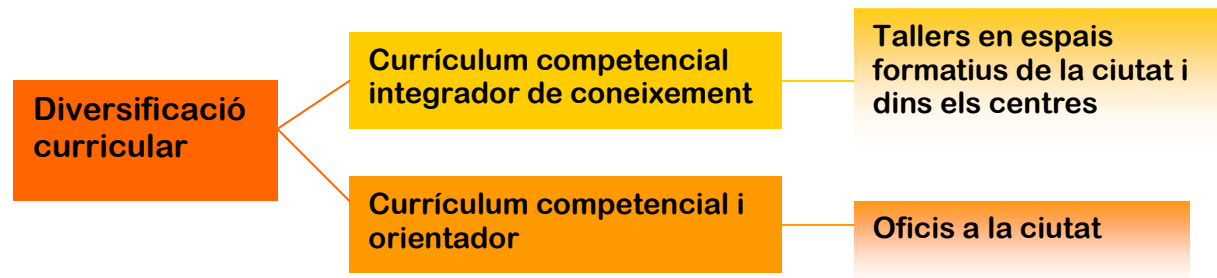 Diversificació
curricular
Currículum competencial
integrador de coneixement
Tallers en espais
formatius de la ciutat i
dins els centres
Currículum competencial i
orientador
Oficis a la ciutat